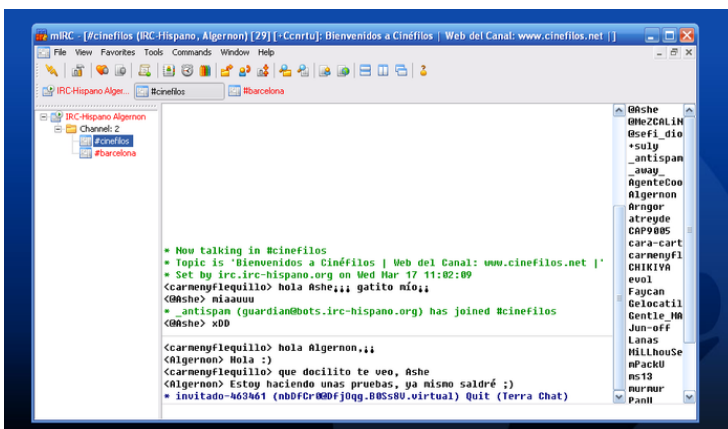 mIRC - [#cinefilos (IRC-Hispano, Algernon) [29] [+Ccnrtu]: Bienvenidos a Cinéfilos | Web del Canal: www.cinefilos.net |]
File View Favorites Tools Commands Window Help
IRC-Hispano Alger... #cinefilos #barcelona
IRC-Hispano Algernon
Channel: 2
#cinefilos
#barcelona
* Now talking in #cinefilos
* Topic is 'Bienvenidos a Cinéfilos | Web del Canal: www.cinefilos.net |'
* Set by irc.irc-hispano.org on Wed Mar 17 11:02:09
<carmenyflequillo> hola Ashe¡¡¡ gatito mío¡¡
<@Ashe> miaauuu
* _antispam (guardian@bots.irc-hispano.org) has joined #cinefilos
<@Ashe> xDD
<carmenyflequillo> hola Algernon,¡¡
<Algernon> Hola :)
<carmenyflequillo> que docilito te veo, Ashe
<Algernon> Estoy haciendo unas pruebas, ya mismo saldré ;)
* invitado-463461 Quit (Terra Chat)
@Ashe
@MeZCALiN
@sefi_dio
+suly
_antispam
_away_
AgenteCoo
Algernon
Arngor
atreyde
CAP9005
cara-cart
carmenyfl
CHIKIYA
evol
Faycan
Gelocatil
Gentle_MA
Jun-off
Lanas
MiLLhouSe
mPackU
ms13
murmur